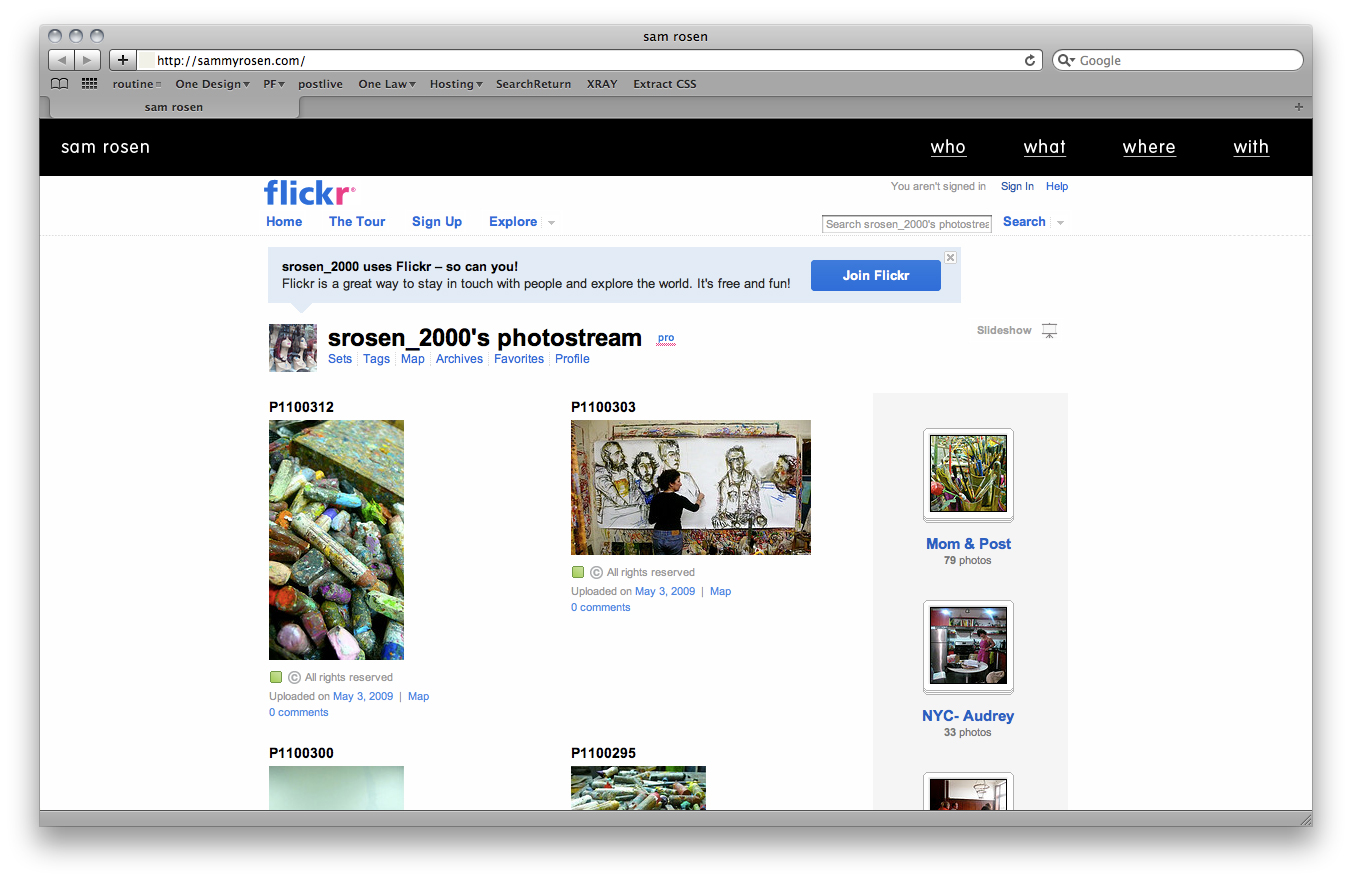 sam rosen
http://sammyrosen.com/
Google
routine One Design PF postlive One Law Hosting SearchReturn XRAY Extract CSS
sam rosen
sam rosen who what where with
flickr®
You aren't signed in Sign In Help
Home The Tour Sign Up Explore
Search srosen_2000's photostrea Search
srosen_2000 uses Flickr – so can you!
Flickr is a great way to stay in touch with people and explore the world. It's free and fun!
Join Flickr
srosen_2000's photostream pro
Slideshow
Sets Tags Map Archives Favorites Profile
P1100312
© All rights reserved
Uploaded on May 3, 2009 | Map
0 comments
P1100303
© All rights reserved
Uploaded on May 3, 2009 | Map
0 comments
P1100300
P1100295
Mom & Post
79 photos
NYC- Audrey
33 photos